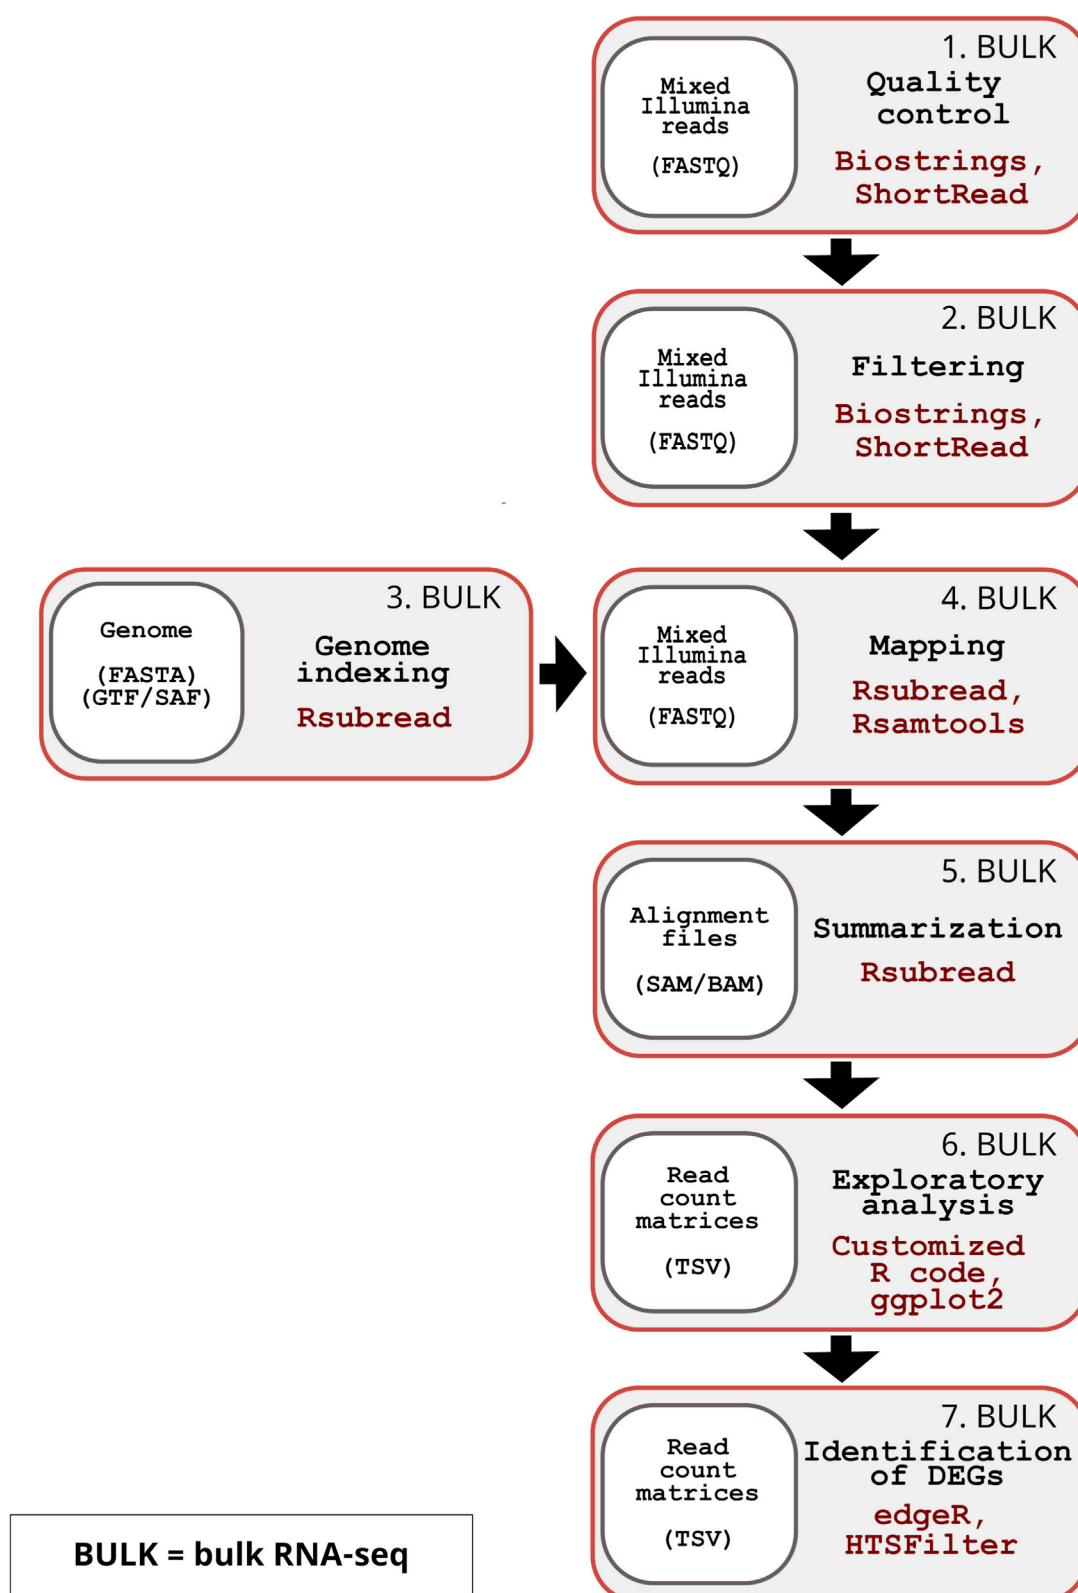 1. BULK
Mixed
Illumina
reads
(FASTQ)
Quality
control
Biostrings,
ShortRead
2. BULK
Mixed
Illumina
reads
(FASTQ)
Filtering
Biostrings,
ShortRead
3. BULK
Genome
(FASTA)
(GTF/SAF)
Genome
indexing
Rsubread
4. BULK
Mixed
Illumina
reads
(FASTQ)
Mapping
Rsubread,
Rsamtools
5. BULK
Alignment
files
(SAM/BAM)
Summarization
Rsubread
6. BULK
Read
count
matrices
(TSV)
Exploratory
analysis
Customized
R code,
ggplot2
7. BULK
Read
count
matrices
(TSV)
Identification
of DEGs
edgeR,
HTSFilter
BULK = bulk RNA-seq